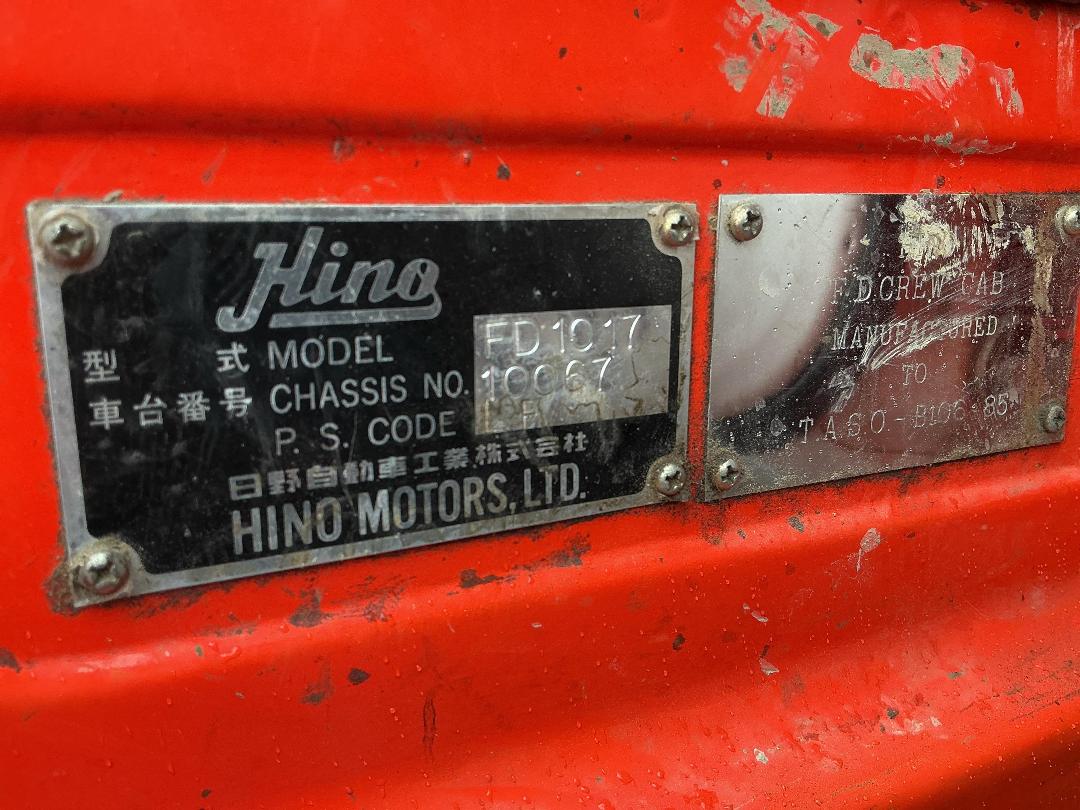 Hino
型式 MODEL FD1017
車台番号 CHASSIS NO. 10067
P. S. CODE
日野自動車工業株式会社
HINO MOTORS, LTD.
HINO
F.D.CREW CAB
MANUFACTURED
TO
T.A.S.O.-B106-85